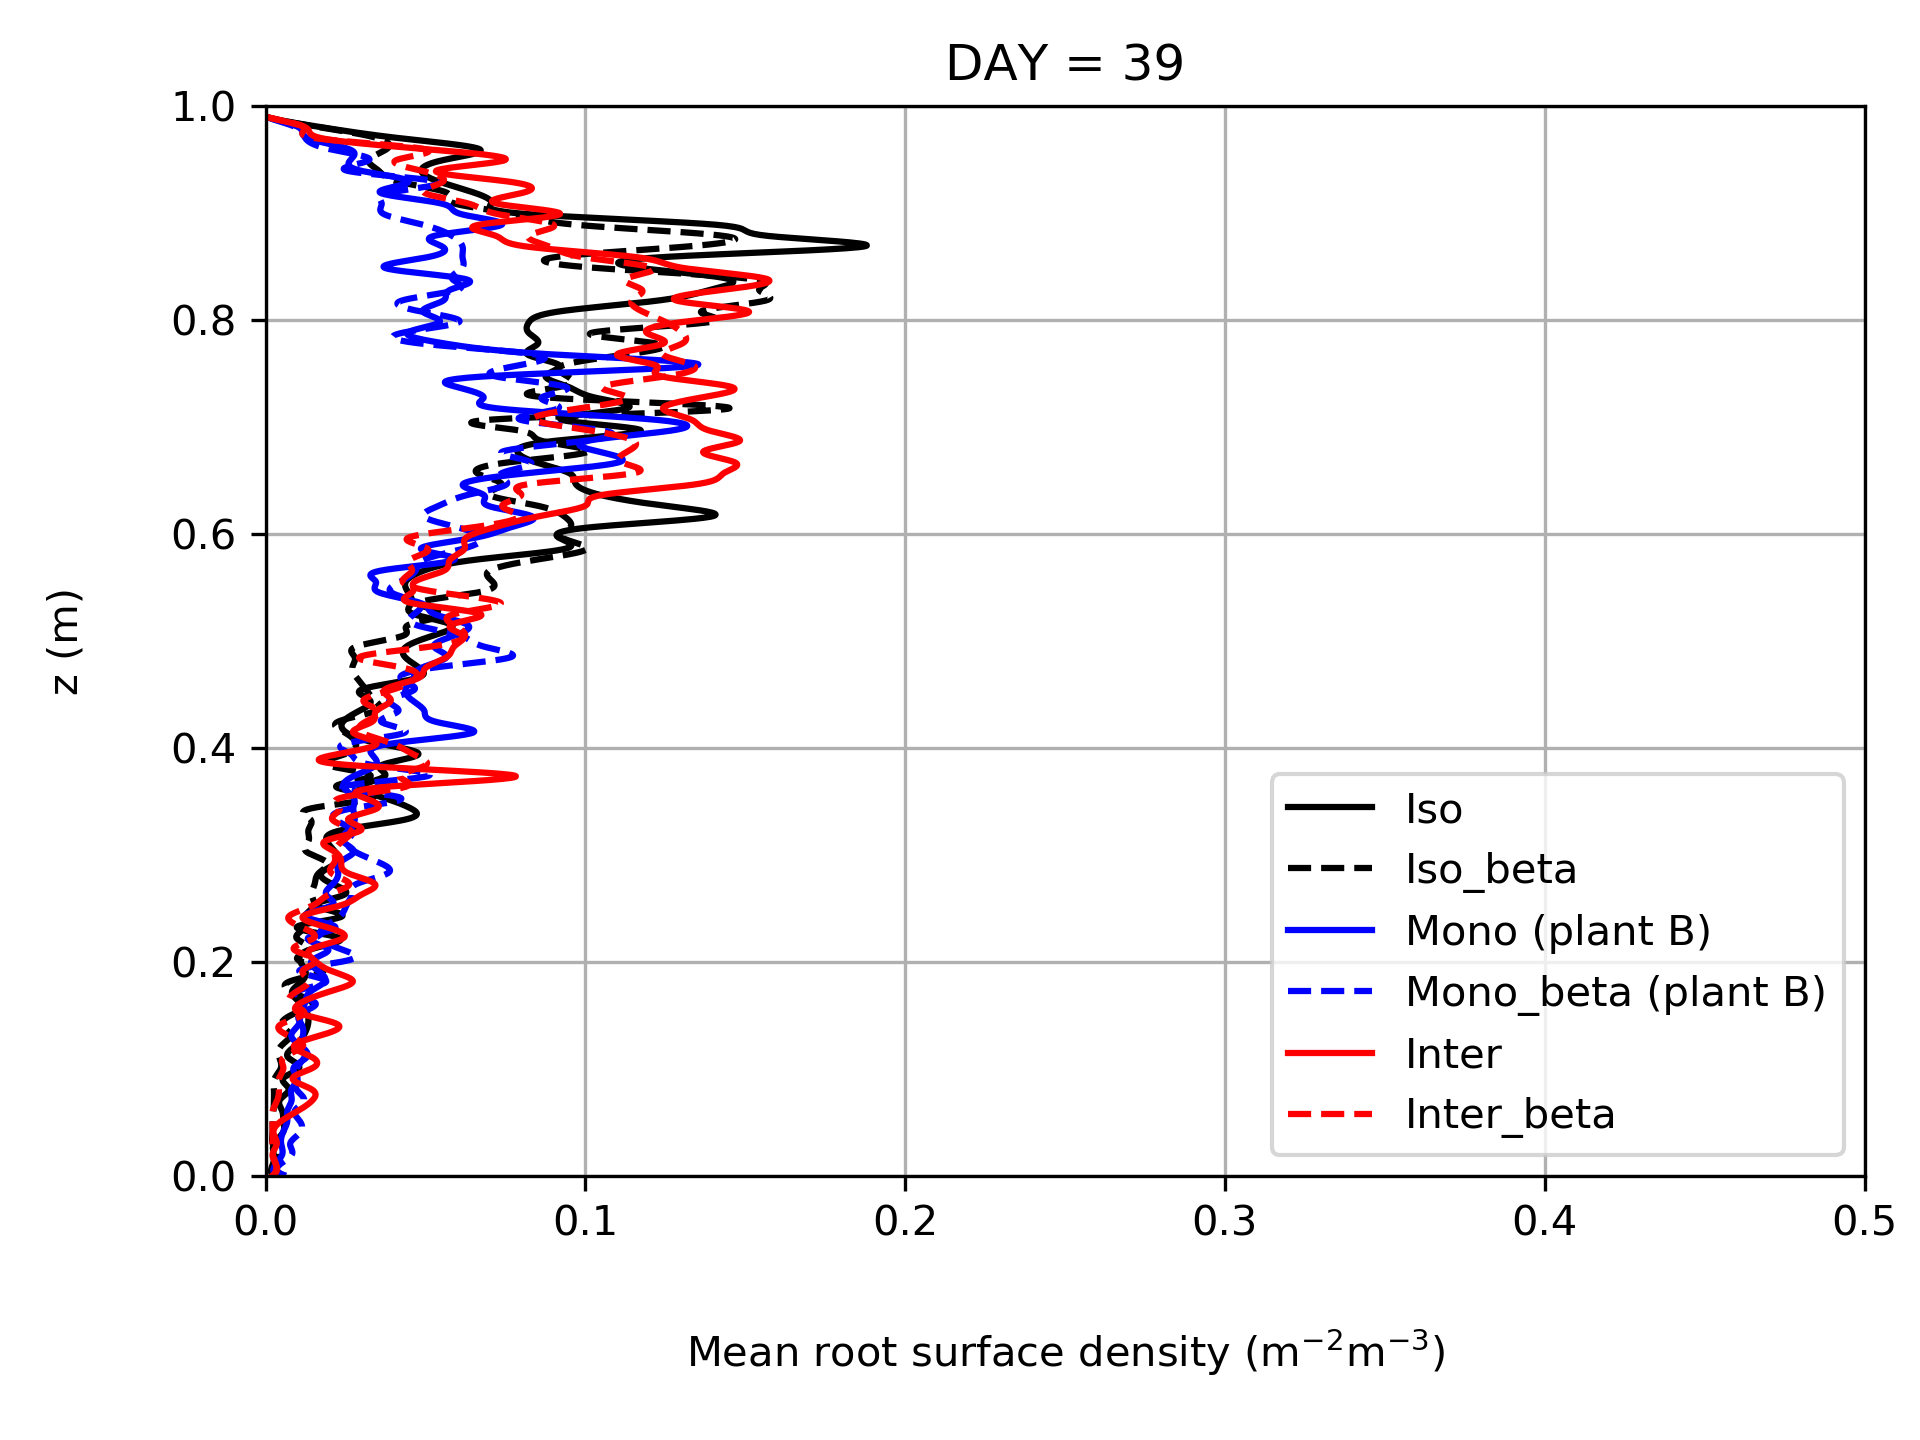 DAY = 39
1.0
0.8
0.6
0.4
0.2
0.0
z (m)
0.0 0.1 0.2 0.3 0.4 0.5
Mean root surface density (m⁻²m⁻³)
Iso
Iso_beta
Mono (plant B)
Mono_beta (plant B)
Inter
Inter_beta